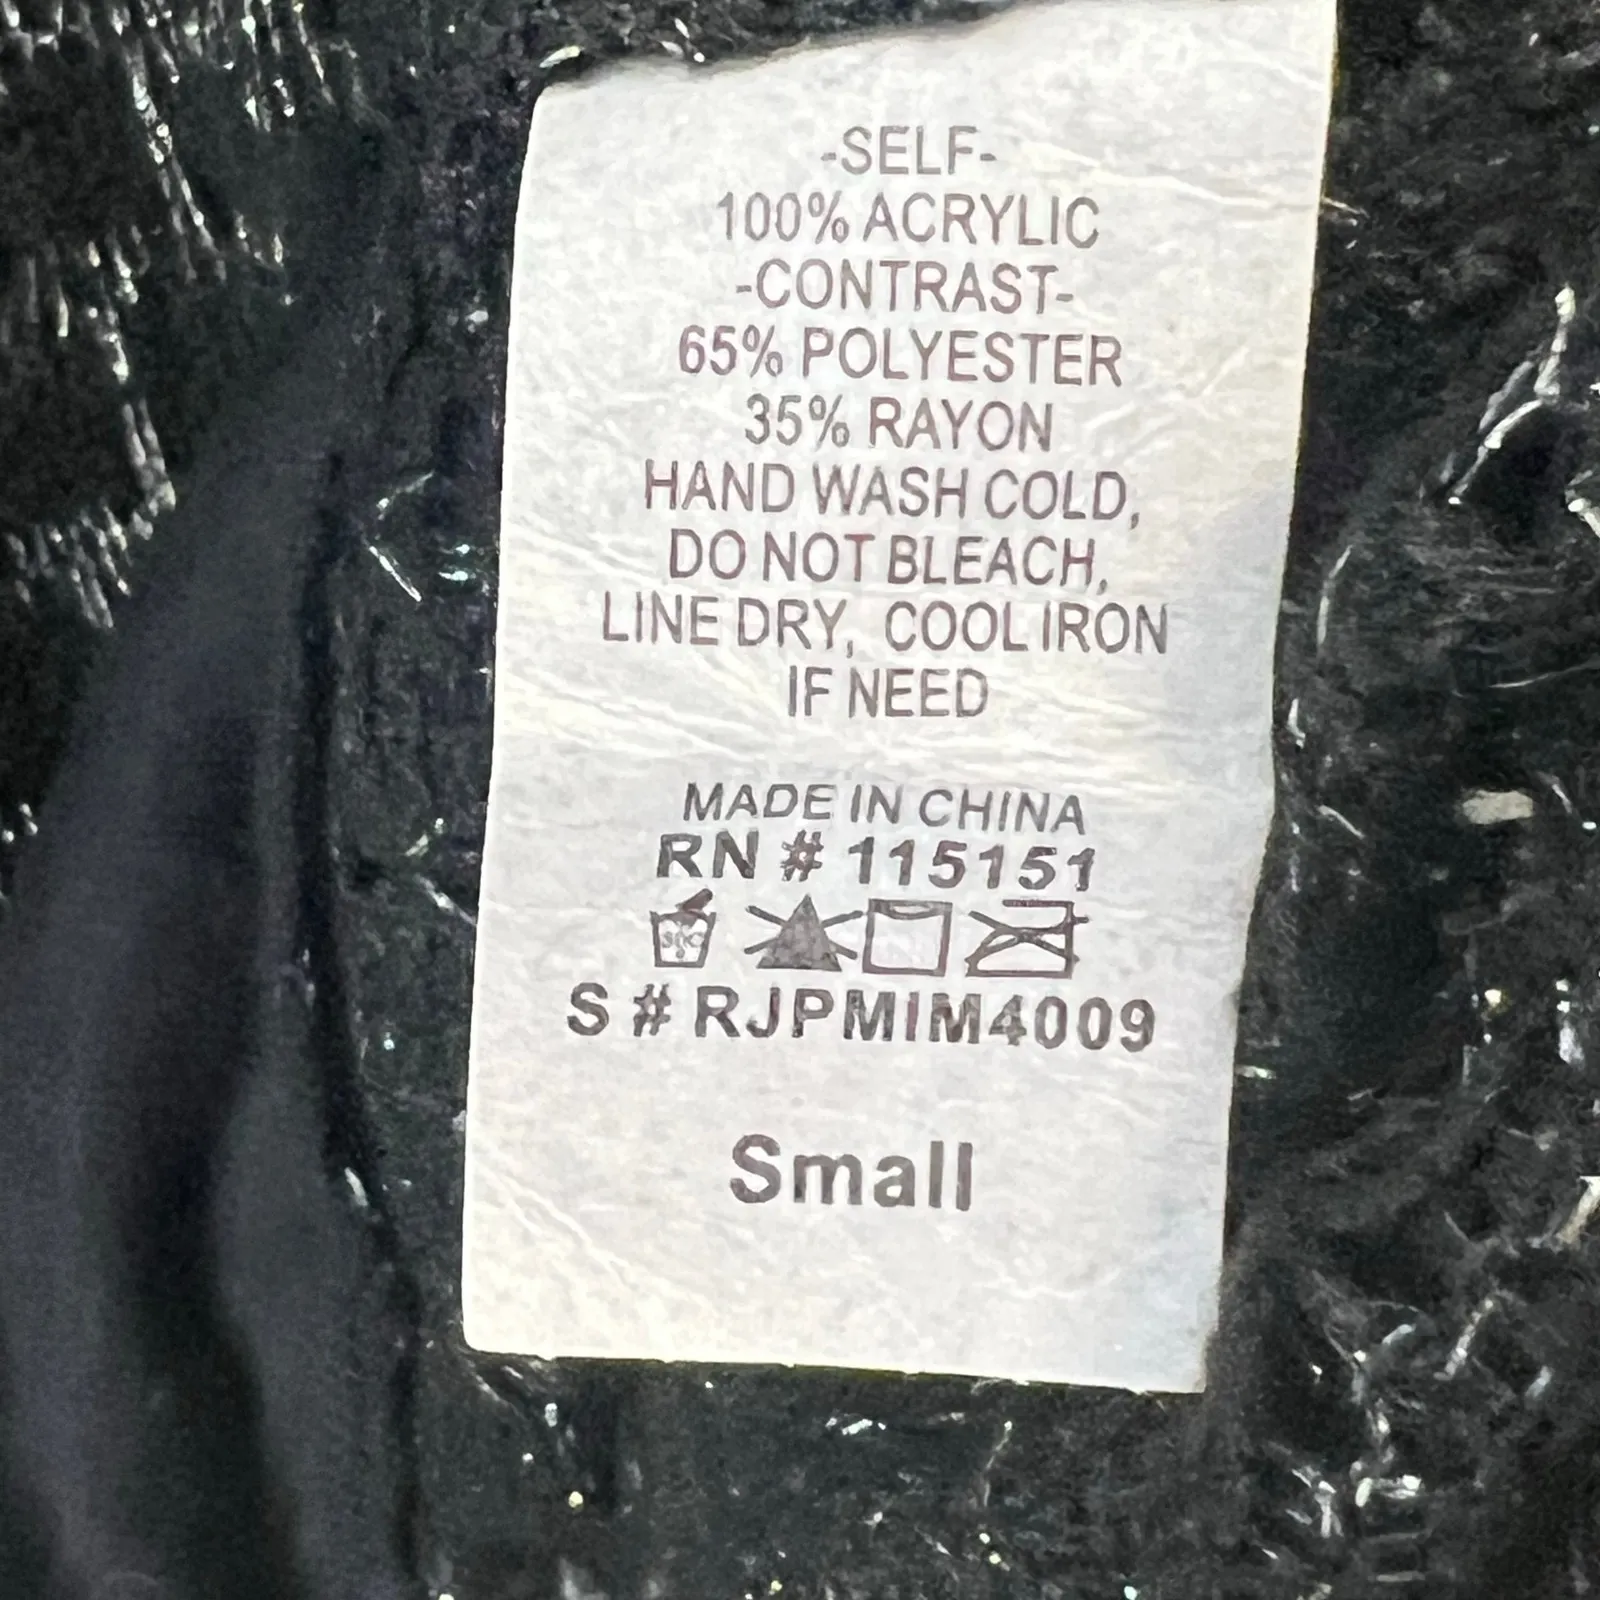 -SELF-
100% ACRYLIC
-CONTRAST-
65% POLYESTER
35% RAYON
HAND WASH COLD,
DO NOT BLEACH,
LINE DRY, COOL IRON
IF NEED
MADE IN CHINA
RN # 115151
S # RJPMIM4009
Small